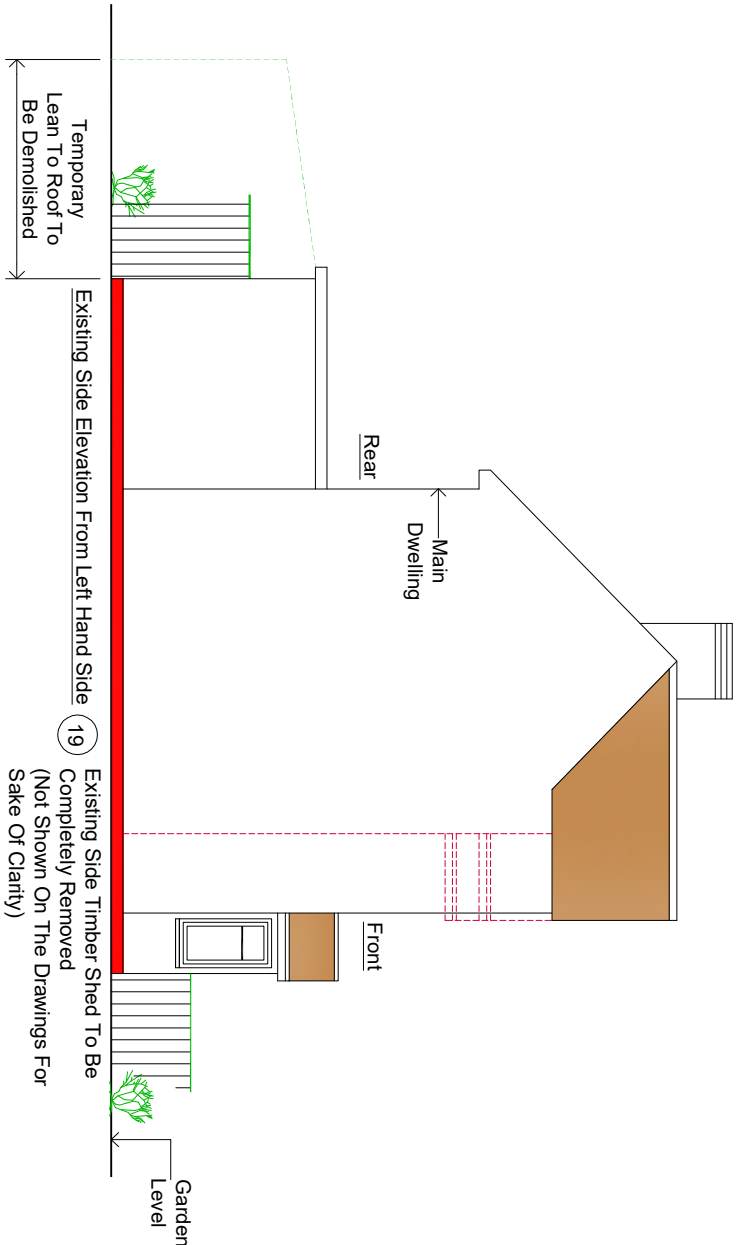 Rear
Main
Dwelling
Front
Temporary
Lean To Roof To
Be Demolished
Garden
Level
Existing Side Elevation From Left Hand Side
19
Existing Side Timber Shed To Be
Completely Removed
(Not Shown On The Drawings For
Sake Of Clarity)